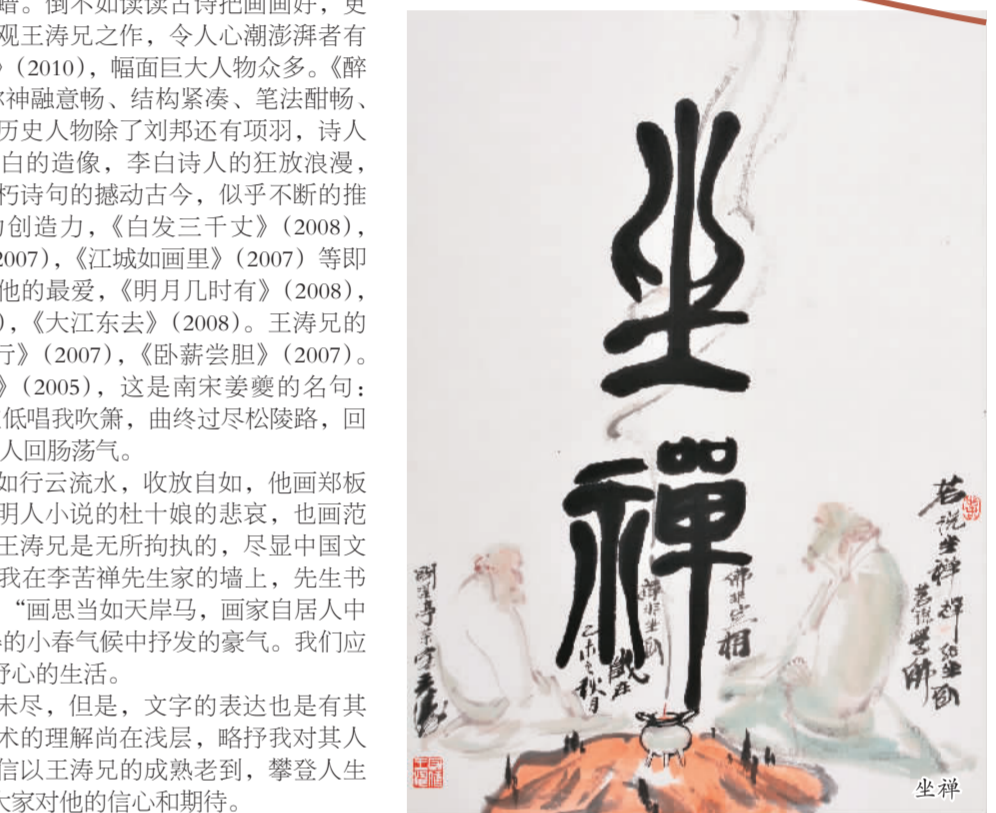 暗。倒不如读读古诗把画画好，更
观王涛兄之作，令人心潮澎湃者有
》（2010），幅面巨大人物众多。《醉
神融意畅、结构紧凑、笔法酣畅、
历史人物除了刘邦还有项羽，诗人
白的造像，李白诗人的狂放浪漫，
朽诗句的撼动古今，似乎不断的推
创造力，《白发三千丈》（2008），
2007），《江城如画里》（2007）等即
他的最爱，《明月几时有》（2008），
），《大江东去》（2008）。王涛兄的
行》（2007），《卧薪尝胆》（2007）。
》（2005），这是南宋姜夔的名句：
低唱我吹箫，曲终过尽松陵路，回
人回肠荡气。
如行云流水，收放自如，他画郑板
明人小说的杜十娘的悲哀，也画范
王涛兄是无所拘执的，尽显中国文
我在李苦禅先生家的墙上，先生书
“画思当如天岸马，画家自居人中
的小春气候中抒发的豪气。我们应
舒心的生活。
未尽，但是，文字的表达也是有其
术的理解尚在浅层，略抒我对其人
信以王涛兄的成熟老到，攀登人生
大家对他的信心和期待。
坐禪
若说坐禅禅非坐卧
若说学佛
佛非定相
禅非坐卧
岁在
乙未之秋月
坐禅